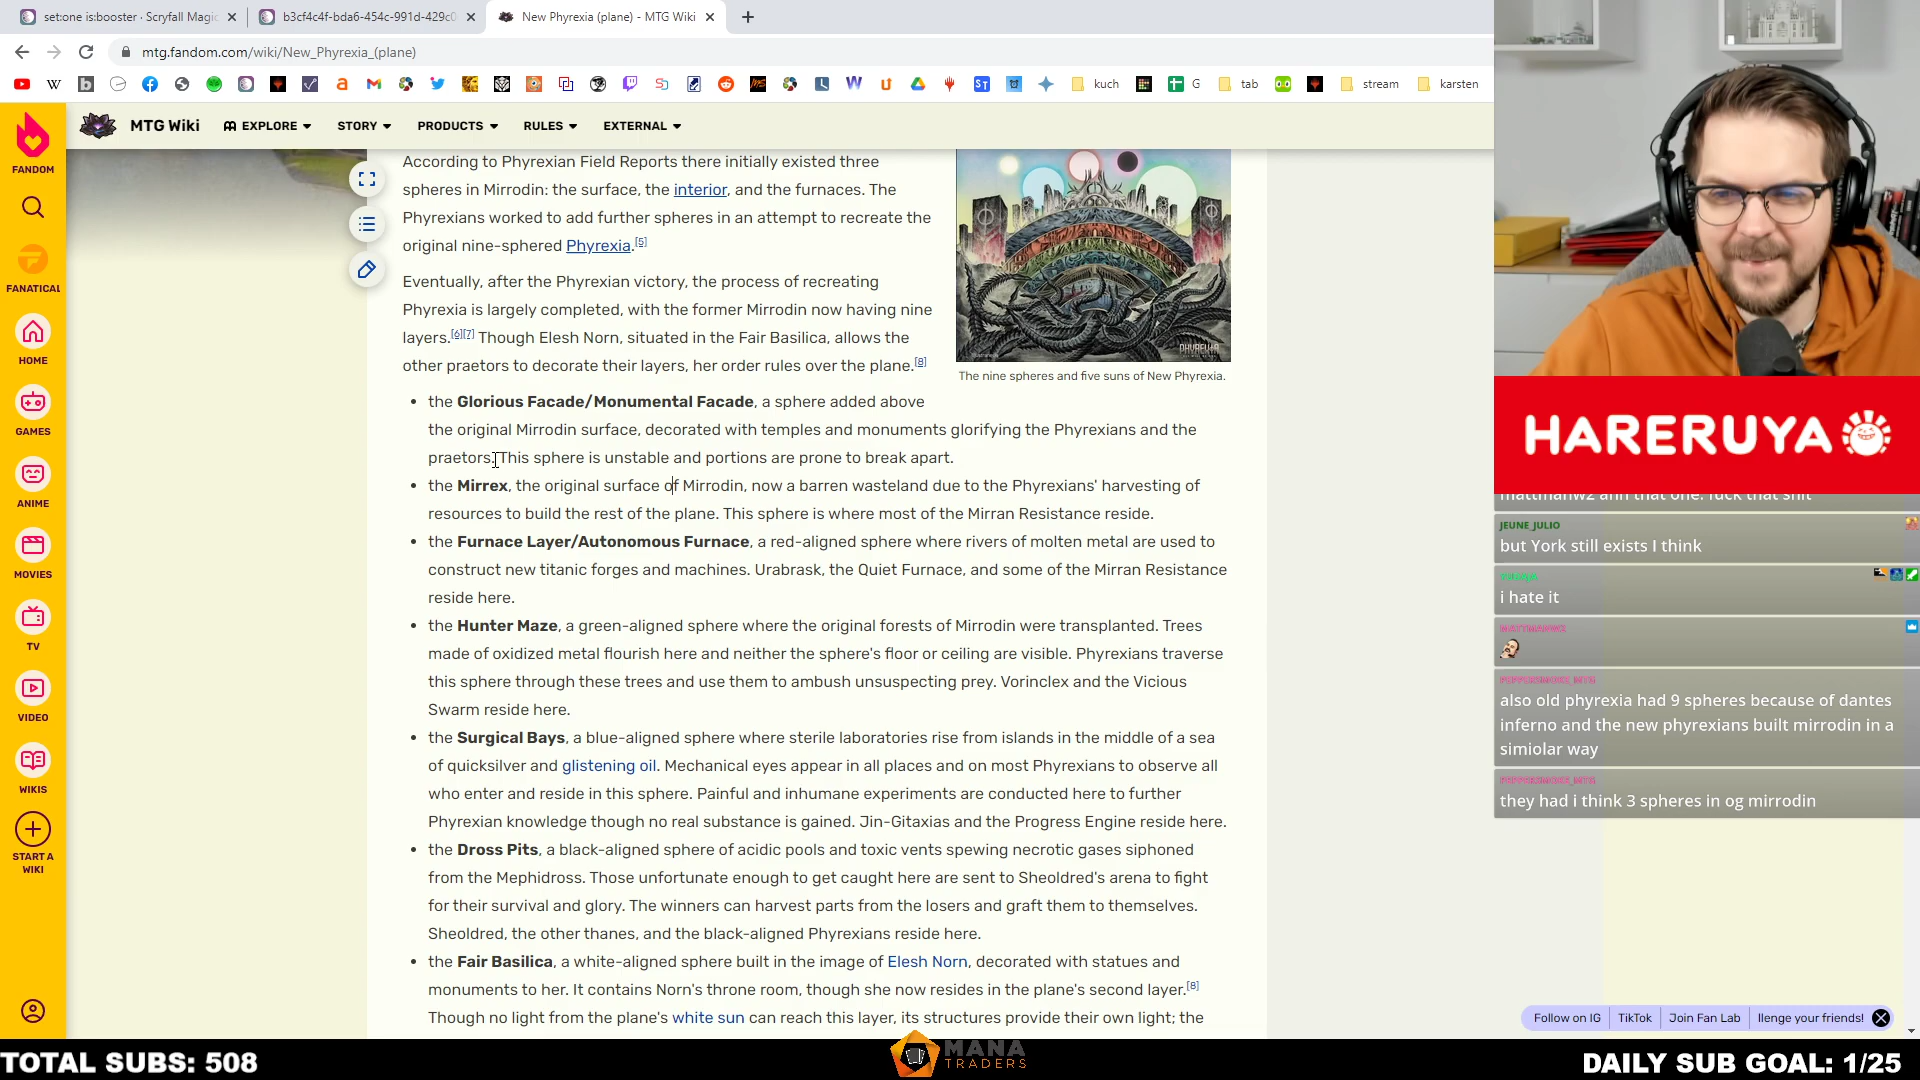 set:one is:booster · Scryfall Magic
b3cf4c4f-bda6-454c-991d-429c0
New Phyrexia (plane) - MTG Wiki
mtg.fandom.com/wiki/New_Phyrexia_(plane)
kuch
G
tab
stream
karsten
FANDOM
FANATICAL
HOME
GAMES
ANIME
MOVIES
TV
VIDEO
WIKIS
START A
WIKI
MTG Wiki
EXPLORE
STORY
PRODUCTS
RULES
EXTERNAL
According to Phyrexian Field Reports there initially existed three
spheres in Mirrodin: the surface, the interior, and the furnaces. The
Phyrexians worked to add further spheres in an attempt to recreate the
original nine-sphered Phyrexia.[5]
Eventually, after the Phyrexian victory, the process of recreating
Phyrexia is largely completed, with the former Mirrodin now having nine
layers.[6][7] Though Elesh Norn, situated in the Fair Basilica, allows the
other praetors to decorate their layers, her order rules over the plane.[8]
PHYREXIA
The nine spheres and five suns of New Phyrexia.
the Glorious Facade/Monumental Facade, a sphere added above
the original Mirrodin surface, decorated with temples and monuments glorifying the Phyrexians and the
praetors. This sphere is unstable and portions are prone to break apart.
the Mirrex, the original surface of Mirrodin, now a barren wasteland due to the Phyrexians' harvesting of
resources to build the rest of the plane. This sphere is where most of the Mirran Resistance reside.
the Furnace Layer/Autonomous Furnace, a red-aligned sphere where rivers of molten metal are used to
construct new titanic forges and machines. Urabrask, the Quiet Furnace, and some of the Mirran Resistance
reside here.
the Hunter Maze, a green-aligned sphere where the original forests of Mirrodin were transplanted. Trees
made of oxidized metal flourish here and neither the sphere's floor or ceiling are visible. Phyrexians traverse
this sphere through these trees and use them to ambush unsuspecting prey. Vorinclex and the Vicious
Swarm reside here.
the Surgical Bays, a blue-aligned sphere where sterile laboratories rise from islands in the middle of a sea
of quicksilver and glistening oil. Mechanical eyes appear in all places and on most Phyrexians to observe all
who enter and reside in this sphere. Painful and inhumane experiments are conducted here to further
Phyrexian knowledge though no real substance is gained. Jin-Gitaxias and the Progress Engine reside here.
the Dross Pits, a black-aligned sphere of acidic pools and toxic vents spewing necrotic gases siphoned
from the Mephidross. Those unfortunate enough to get caught here are sent to Sheoldred's arena to fight
for their survival and glory. The winners can harvest parts from the losers and graft them to themselves.
Sheoldred, the other thanes, and the black-aligned Phyrexians reside here.
the Fair Basilica, a white-aligned sphere built in the image of Elesh Norn, decorated with statues and
monuments to her. It contains Norn's throne room, though she now resides in the plane's second layer.[8]
Though no light from the plane's white sun can reach this layer, its structures provide their own light; the
HARERUYA
mattmanw2 ahh that one. fuck that shit
JEUNE_JULIO
but York still exists I think
i hate it
MATTMANW2
also old phyrexia had 9 spheres because of dantes
inferno and the new phyrexians built mirrodin in a
simiolar way
they had i think 3 spheres in og mirrodin
Follow on IG
TikTok
Join Fan Lab
llenge your friends!
TOTAL SUBS: 508
MANA
TRADERS
DAILY SUB GOAL: 1/25